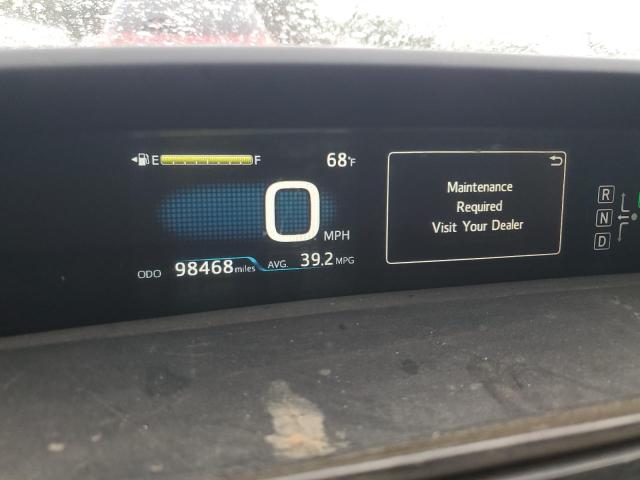 E F 68°F
0 MPH
ODO 98468 miles AVG. 39.2 MPG
Maintenance
Required
Visit Your Dealer
R
N
D